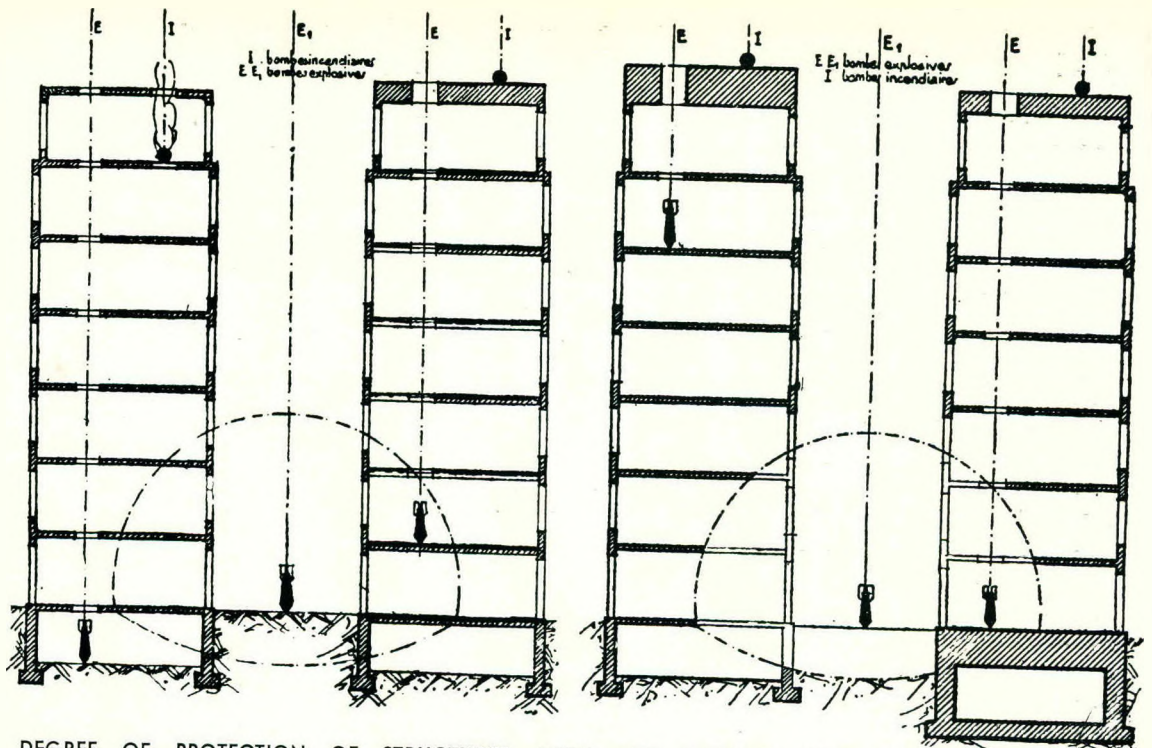 E I E₁ E I
I. bombes incendiaires
E E₁ bombes explosives
E I E₁ E I
E E₁ bombes explosives
I bombes incendiaires
DEGREE OF PROTECTION OF